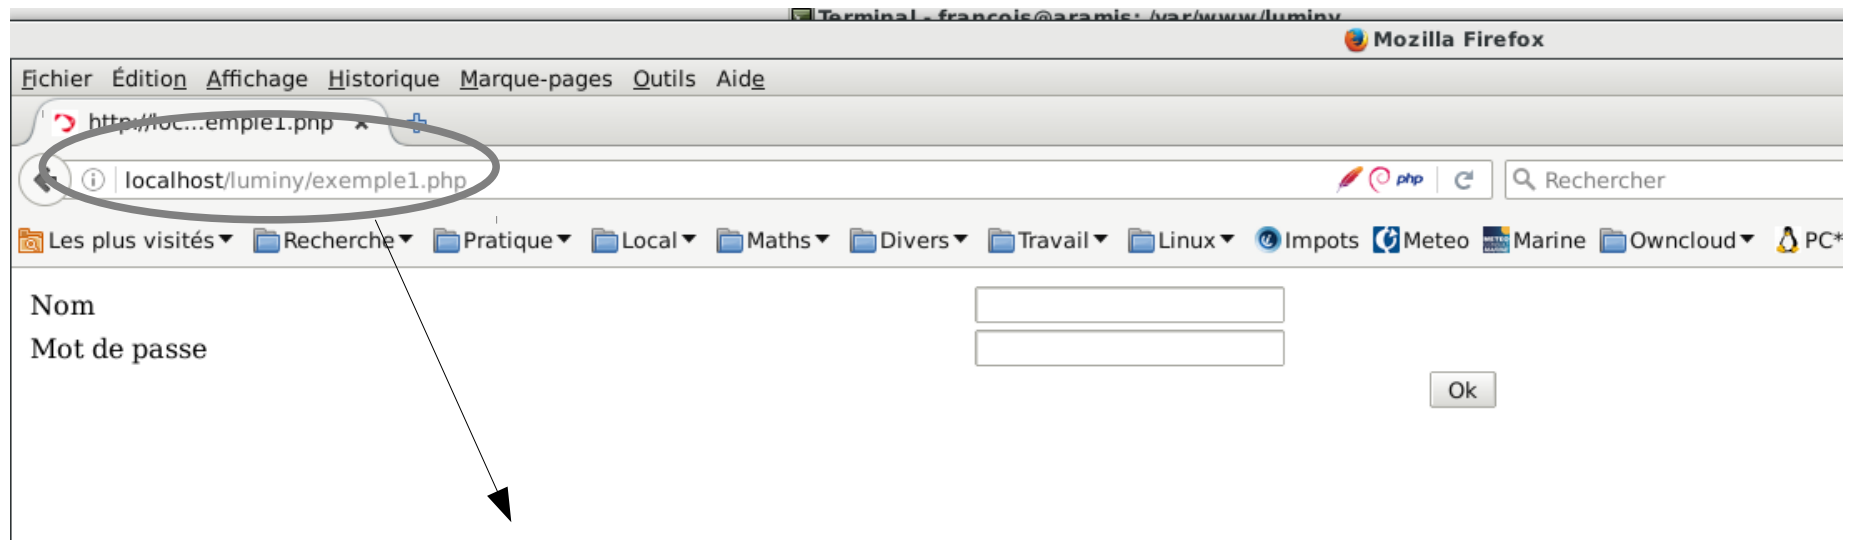 Terminal - francois@aramis: /var/www/luminy
Mozilla Firefox
Fichier Édition Affichage Historique Marque-pages Outils Aide
http://loc...emple1.php
localhost/luminy/exemple1.php php Rechercher
Les plus visités Recherche Pratique Local Maths Divers Travail Linux Impots Meteo Marine Owncloud PC*
Nom
Mot de passe
Ok